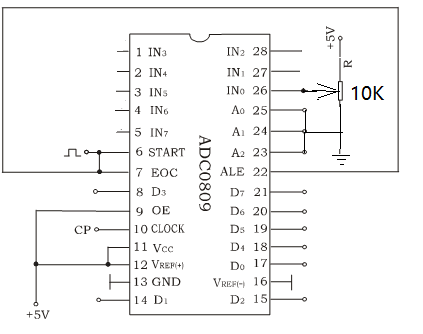 +5V
R
10K
1 IN3 IN2 28
2 IN4 IN1 27
3 IN5 IN0 26
4 IN6 A0 25
5 IN7 A1 24
6 START A2 23
7 EOC ALE 22
8 D3 D7 21
9 OE D6 20
CP 10 CLOCK D5 19
11 VCC D4 18
12 VREF(+) D0 17
13 GND VREF(-) 16
14 D1 D2 15
ADC0809
+5V